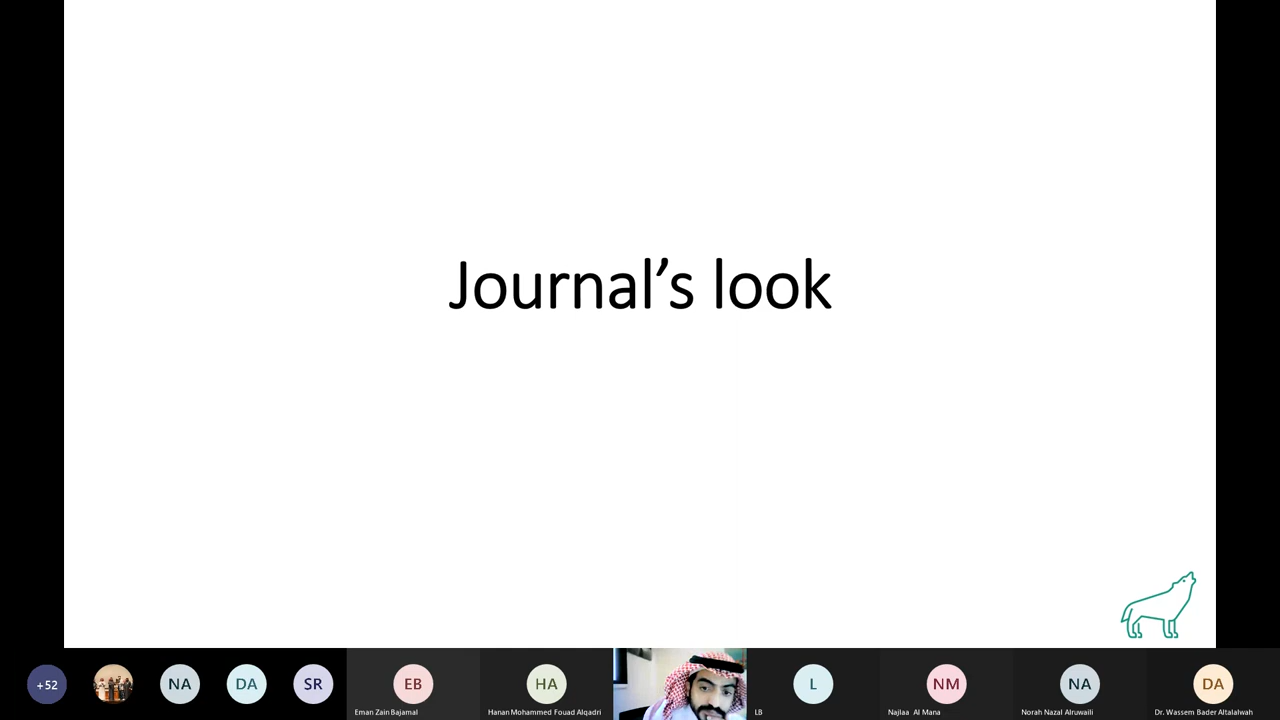 Journal's look
+52
NA
DA
SR
EB
Eman Zain Bajamal
HA
Hanan Mohammed Fouad Alqadri
L
LB
NM
Najlaa Al Mana
NA
Norah Nazal Alruwaili
DA
Dr. Wassem Bader Altalalwah